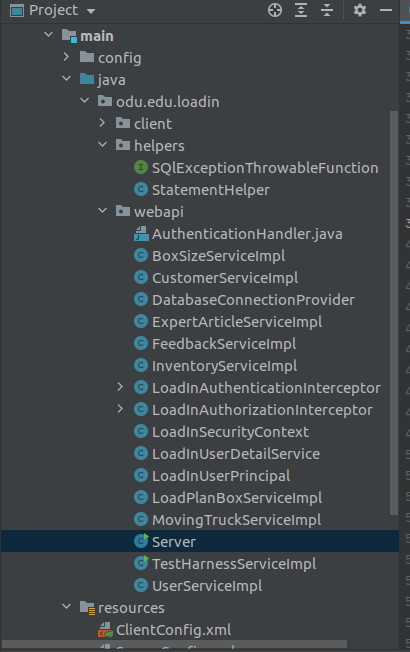 Project
main
config
java
odu.edu.loadin
client
helpers
SQlExceptionThrowableFunction
StatementHelper
webapi
AuthenticationHandler.java
BoxSizeServiceImpl
CustomerServiceImpl
DatabaseConnectionProvider
ExpertArticleServiceImpl
FeedbackServiceImpl
InventoryServiceImpl
LoadInAuthenticationInterceptor
LoadInAuthorizationInterceptor
LoadInSecurityContext
LoadInUserDetailService
LoadInUserPrincipal
LoadPlanBoxServiceImpl
MovingTruckServiceImpl
Server
TestHarnessServiceImpl
UserServiceImpl
resources
ClientConfig.xml